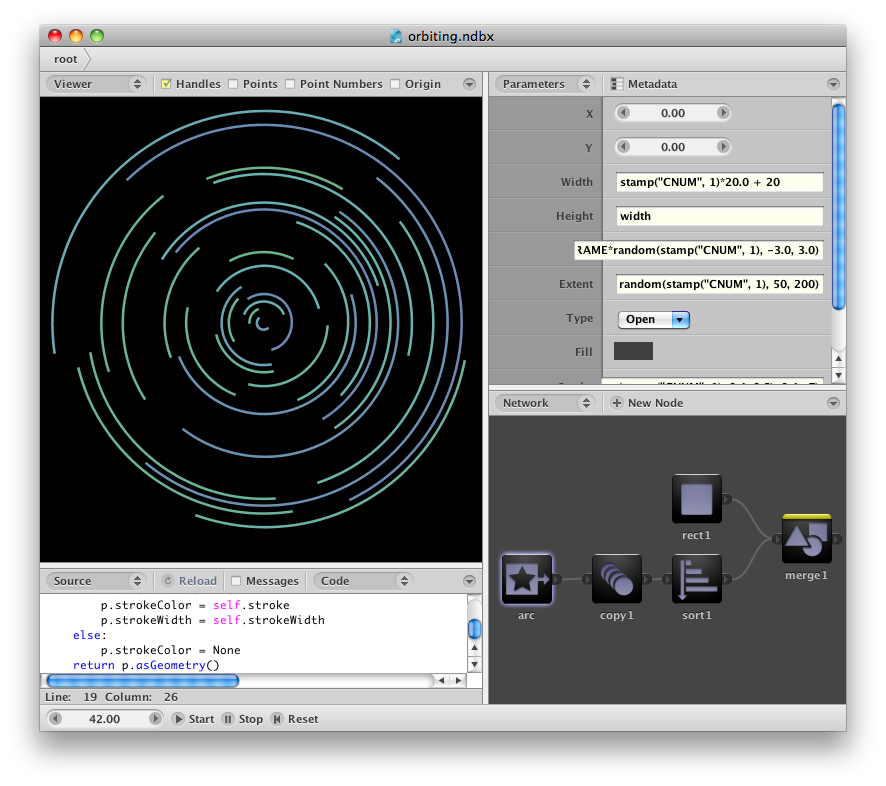 orbiting.ndbx
root
Viewer Handles Points Point Numbers Origin
Parameters Metadata
X 0.00
Y 0.00
Width stamp("CNUM", 1)*20.0 + 20
Height width
RAME*random(stamp("CNUM", 1), -3.0, 3.0)
Extent random(stamp("CNUM", 1), 50, 200)
Type Open
Fill
Network New Node
rect1
merge1
arc copy1 sort1
Source Reload Messages Code
p.strokeColor = self.stroke
p.strokeWidth = self.strokeWidth
else:
p.strokeColor = None
return p.asGeometry()
Line: 19 Column: 26
42.00 Start Stop Reset